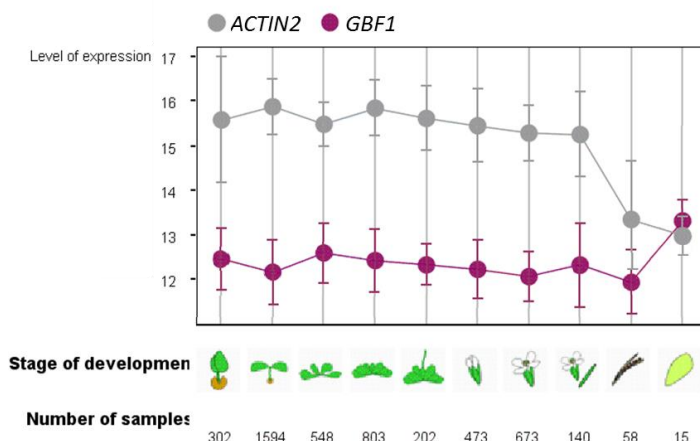 ACTIN2 GBF1
Level of expression
17
16
15
14
13
12
Stage of developmen
Number of samples
302 1594 548 803 202 473 673 140 58 15